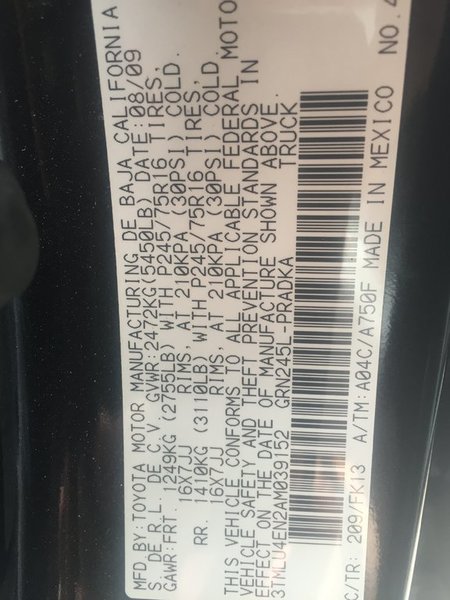 MFD.BY:TOYOTA MOTOR MANUFACTURING DE BAJA CALIFORNIA
S DE R.L. DE C.V GVWR:2472KG(5450LB) DATE:08/09
GAWR:FRT. 1249KG (2755LB) WITH P245/75R16 TIRES,
16X7JJ RIMS, AT 210KPA (30PSI) COLD.
RR. 1410KG (3110LB) WITH P245/75R16 TIRES,
16X7JJ RIMS, AT 210KPA (30PSI) COLD.
THIS VEHICLE CONFORMS TO ALL APPLICABLE FEDERAL MOTO
VEHICLE SAFETY AND THEFT PREVENTION STANDARDS IN
EFFECT ON THE DATE OF MANUFACTURE SHOWN ABOVE.
3TMLU4EN2AM039152 GRN245L-PRADKA TRUCK
C/TR: 209/FK13 A/TM:A04C/A750F MADE IN MEXICO NO.4